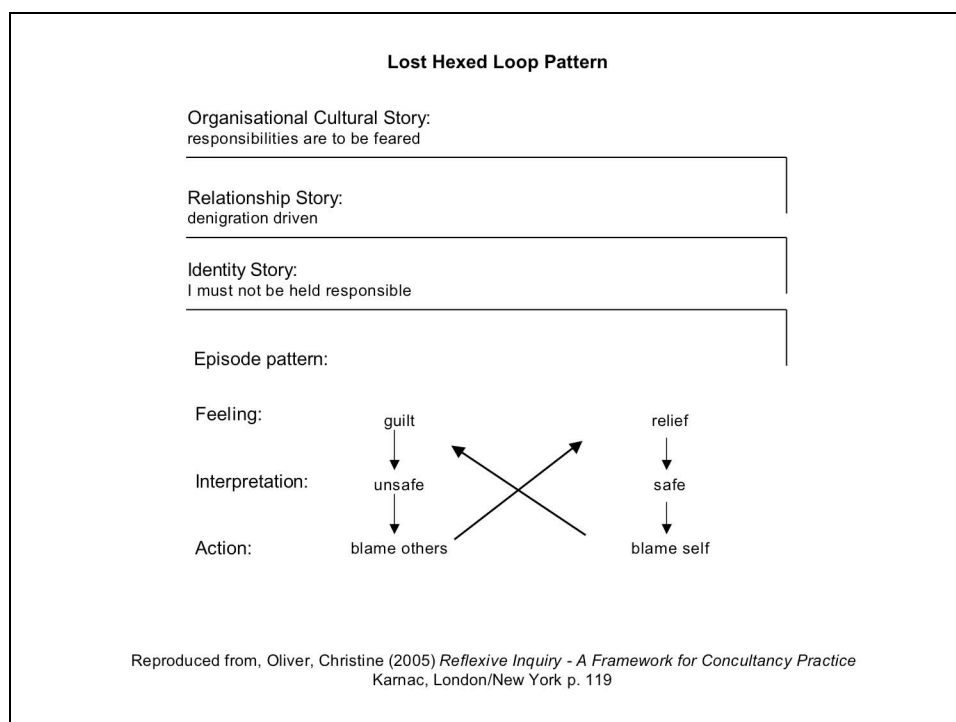 Lost Hexed Loop Pattern
Organisational Cultural Story:
responsibilities are to be feared
Relationship Story:
denigration driven
Identity Story:
I must not be held responsible
Episode pattern:
Feeling: guilt relief
Interpretation: unsafe safe
Action: blame others blame self
Reproduced from, Oliver, Christine (2005) Reflexive Inquiry - A Framework for Concultancy Practice
Karnac, London/New York p. 119